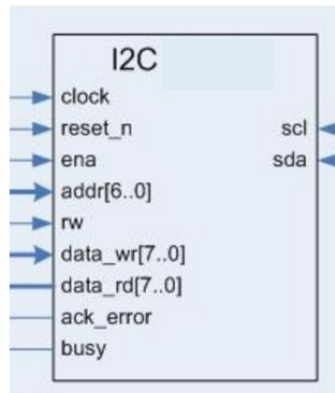 I2C
clock
reset_n
scl
ena
sda
addr[6..0]
rw
data_wr[7..0]
data_rd[7..0]
ack_error
busy